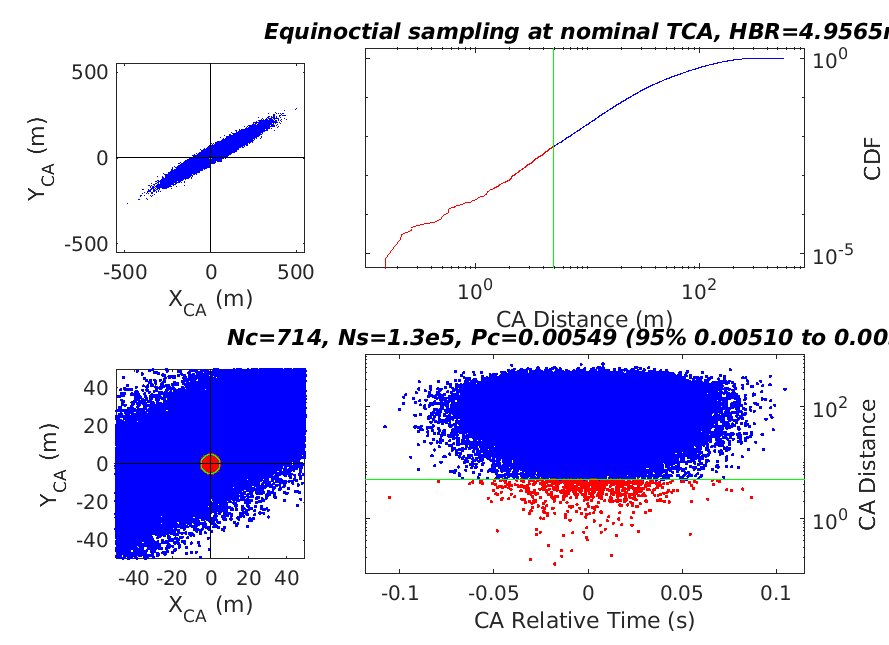 Equinoctial sampling at nominal TCA, HBR=4.9565m
500
0
-500
Y_CA (m)
-500 0 500
X_CA (m)
10^0
10^-5
CDF
10^0 10^2
CA Distance (m)
Nc=714, Ns=1.3e5, Pc=0.00549 (95% 0.00510 to 0.00
40
20
0
-20
-40
Y_CA (m)
-40 -20 0 20 40
X_CA (m)
10^2
10^0
CA Distance
-0.1 -0.05 0 0.05 0.1
CA Relative Time (s)